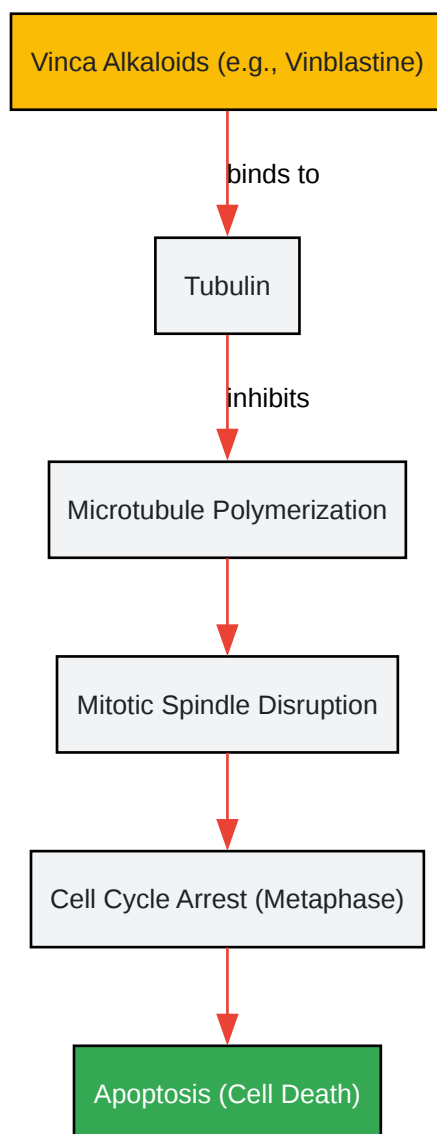 Vinca Alkaloids (e.g., Vinblastine)
binds to
Tubulin
inhibits
Microtubule Polymerization
Mitotic Spindle Disruption
Cell Cycle Arrest (Metaphase)
Apoptosis (Cell Death)